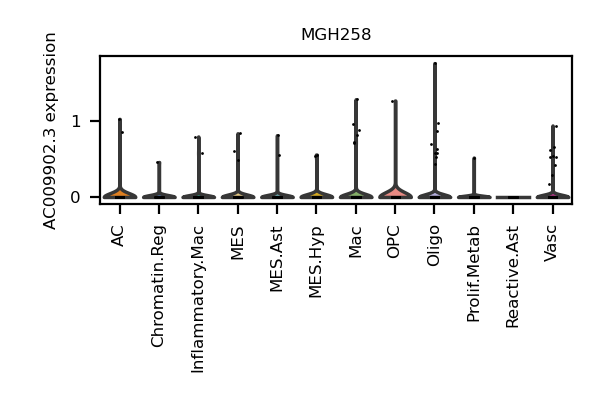 MGH258
AC009902.3 expression
1
0
AC
Chromatin.Reg
Inflammatory.Mac
MES
MES.Ast
MES.Hyp
Mac
OPC
Oligo
Prolif.Metab
Reactive.Ast
Vasc